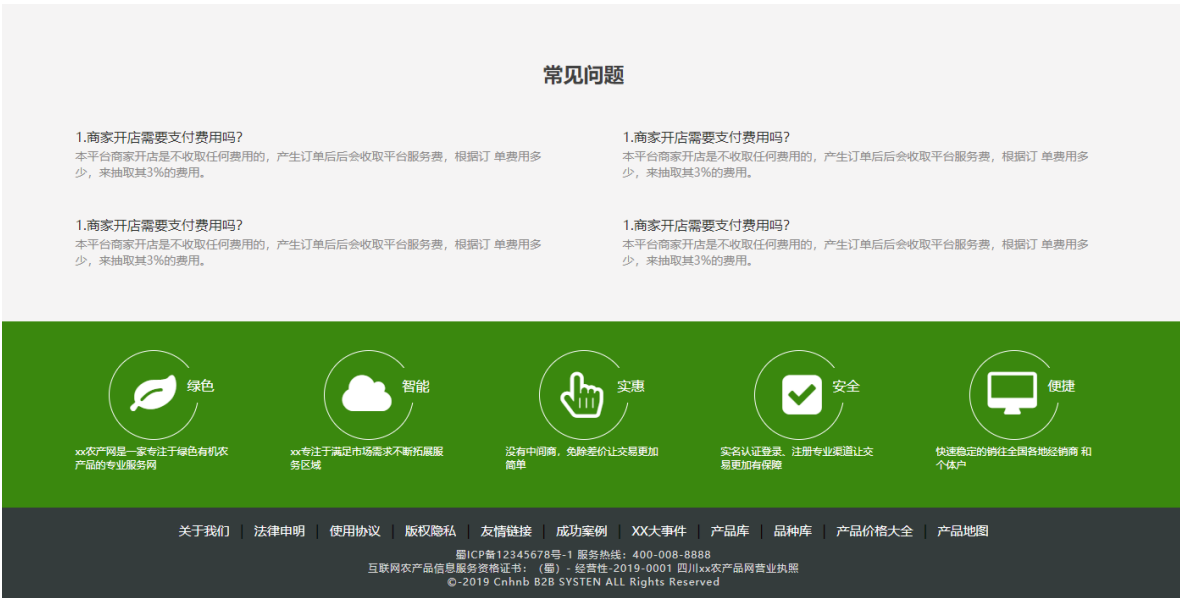 常见问题
1.商家开店需要支付费用吗?
本平台商家开店是不收取任何费用的，产生订单后后会收取平台服务费，根据订 单费用多
少，来抽取其3%的费用。
1.商家开店需要支付费用吗?
本平台商家开店是不收取任何费用的，产生订单后后会收取平台服务费，根据订 单费用多
少，来抽取其3%的费用。
1.商家开店需要支付费用吗?
本平台商家开店是不收取任何费用的，产生订单后后会收取平台服务费，根据订 单费用多
少，来抽取其3%的费用。
1.商家开店需要支付费用吗?
本平台商家开店是不收取任何费用的，产生订单后后会收取平台服务费，根据订 单费用多
少，来抽取其3%的费用。
绿色
xx农产网是一家专注于绿色有机农
产品的专业服务网
智能
xx专注于满足市场需求不断拓展服
务区域
实惠
没有中间商，免除差价让交易更加
简单
安全
实名认证登录、注册专业渠道让交
易更加有保障
便捷
快速稳定的销往全国各地经销商 和
个体户
关于我们 | 法律申明 | 使用协议 | 版权隐私 | 友情链接 | 成功案例 | XX大事件 | 产品库 | 品种库 | 产品价格大全 | 产品地图
蜀ICP备12345678号-1 服务热线：400-008-8888
互联网农产品信息服务资格证书：（蜀）- 经营性-2019-0001 四川xx农产品网营业执照
©-2019 Cnhnb B2B SYSTEN ALL Rights Reserved